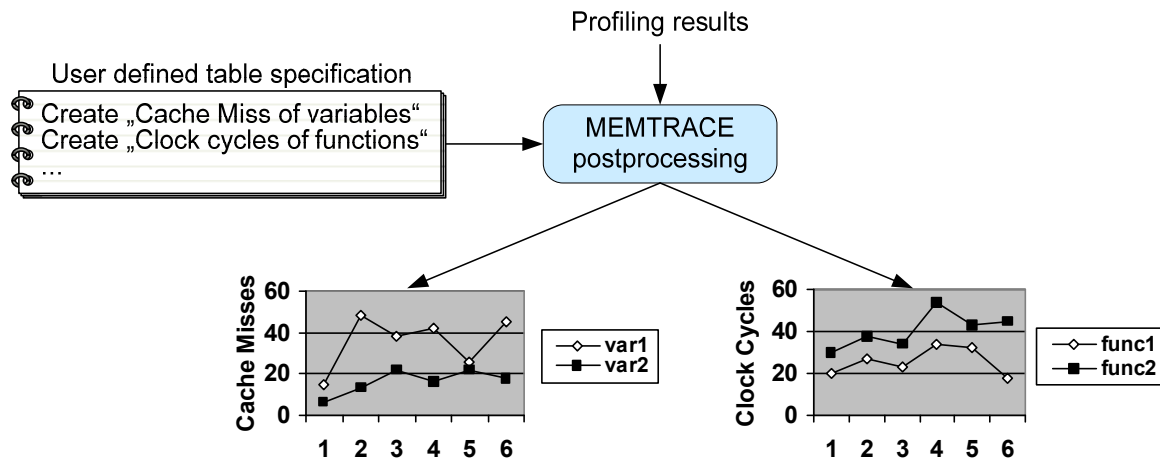 Profiling results
User defined table specification
Create „Cache Miss of variables“
Create „Clock cycles of functions“
...
MEMTRACE
postprocessing
Cache Misses
60
40
20
0
1 2 3 4 5 6
var1
var2
Clock Cycles
60
40
20
0
1 2 3 4 5 6
func1
func2